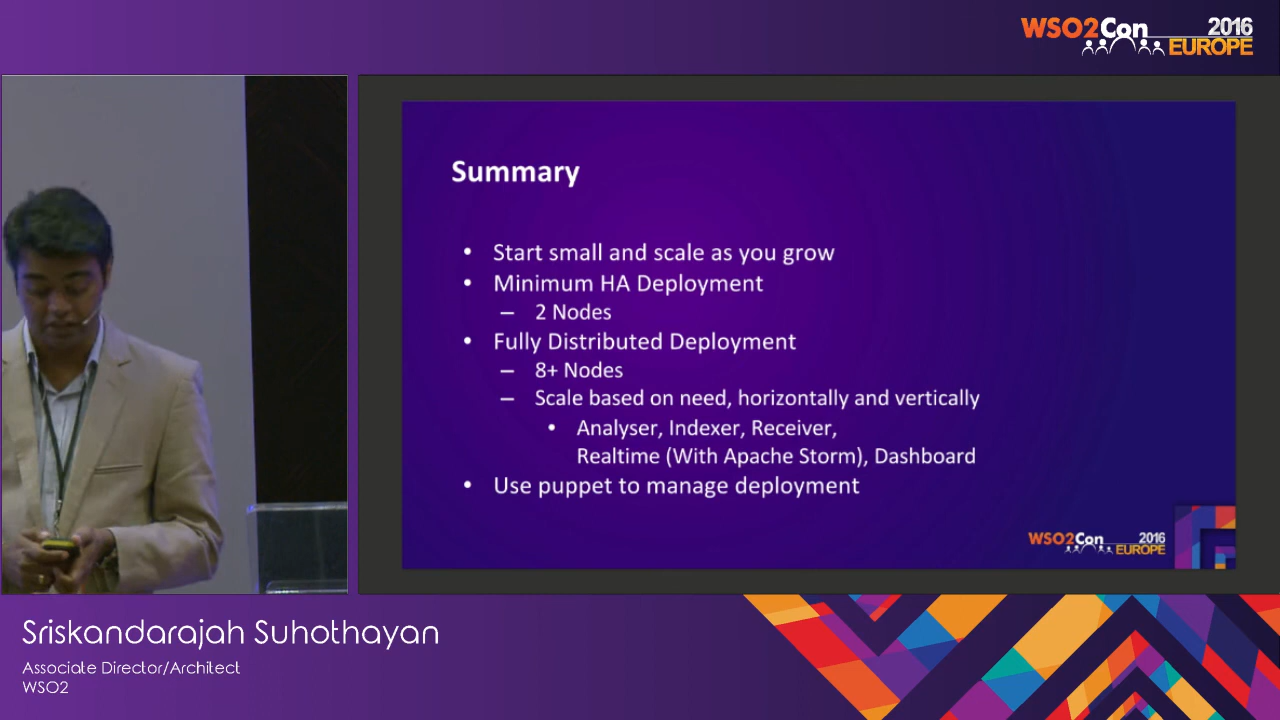 WSO2Con 2016
EUROPE
Summary
• Start small and scale as you grow
• Minimum HA Deployment
– 2 Nodes
• Fully Distributed Deployment
– 8+ Nodes
– Scale based on need, horizontally and vertically
• Analyser, Indexer, Receiver,
Realtime (With Apache Storm), Dashboard
• Use puppet to manage deployment
WSO2Con 2016
EUROPE
Sriskandarajah Suhothayan
Associate Director/Architect
WSO2